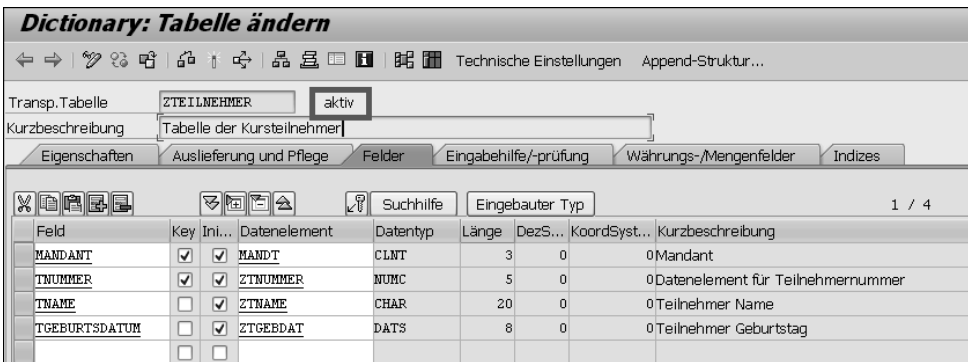 Dictionary: Tabelle ändern
Technische Einstellungen Append-Struktur...
Transp.Tabelle ZTEILNEHMER aktiv
Kurzbeschreibung Tabelle der Kursteilnehmer
Eigenschaften Auslieferung und Pflege Felder Eingabehilfe/-prüfung Währungs-/Mengenfelder Indizes
Suchhilfe Eingebauter Typ 1 / 4
Feld Key Ini... Datenelement Datentyp Länge DezS... KoordSyst... Kurzbeschreibung
MANDANT MANDT CLNT 3 0 0 Mandant
TNUMMER ZTNUMMER NUMC 5 0 0 Datenelement für Teilnehmernummer
TNAME ZTNAME CHAR 20 0 0 Teilnehmer Name
TGEBURTSDATUM ZTGEBDAT DATS 8 0 0 Teilnehmer Geburtstag